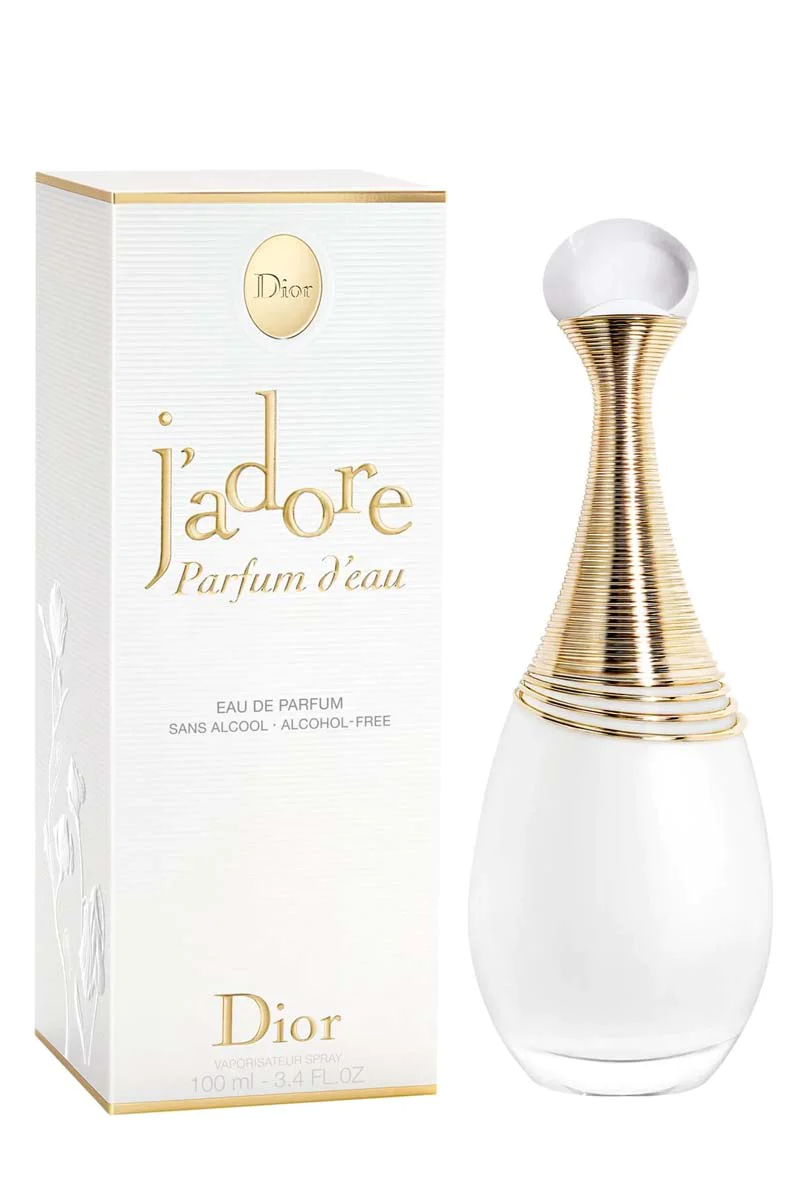 Dior
j'adore
Parfum d'eau
EAU DE PARFUM
SANS ALCOOL · ALCOHOL-FREE
Dior
VAPORISATEUR SPRAY
100 ml - 3.4 FL.OZ